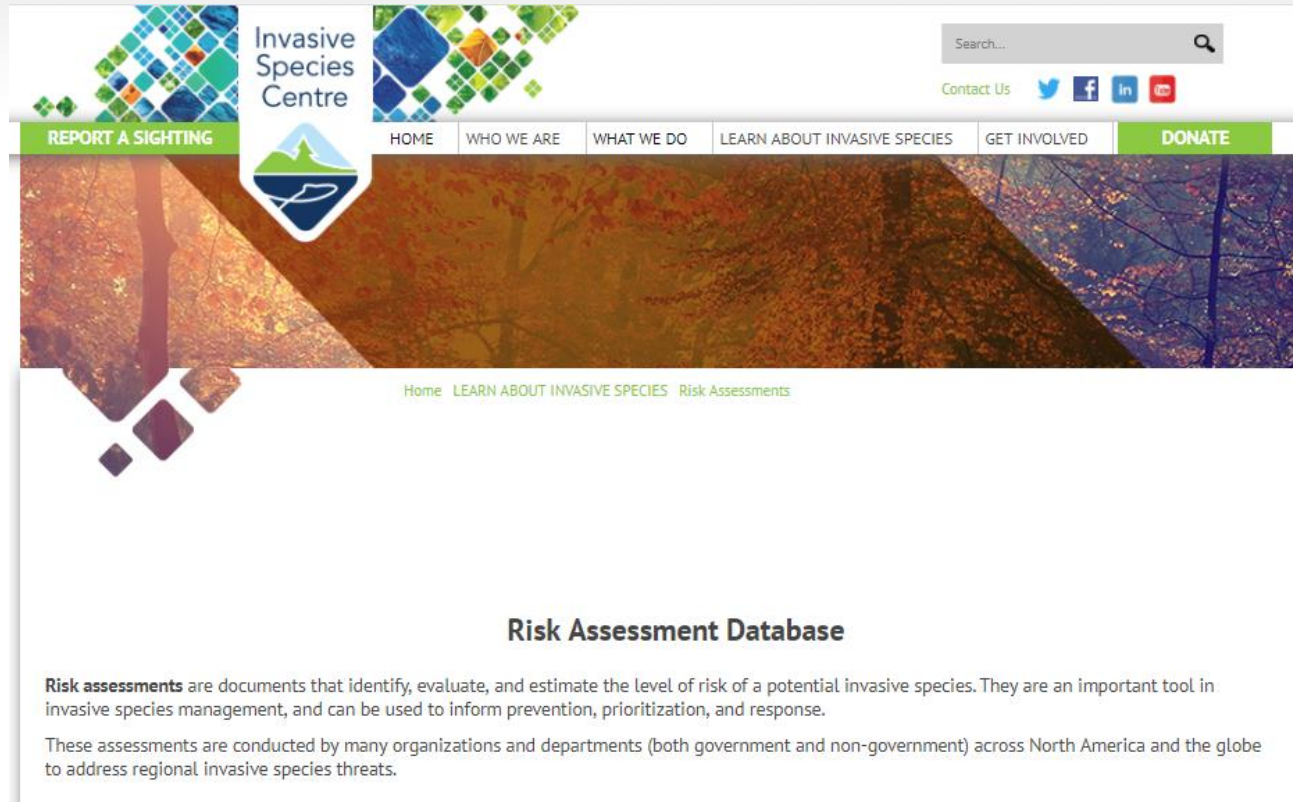 Invasive
Species
Centre
Search...
Contact Us
REPORT A SIGHTING
HOME
WHO WE ARE
WHAT WE DO
LEARN ABOUT INVASIVE SPECIES
GET INVOLVED
DONATE
Home LEARN ABOUT INVASIVE SPECIES Risk Assessments
Risk Assessment Database
Risk assessments are documents that identify, evaluate, and estimate the level of risk of a potential invasive species. They are an important tool in
invasive species management, and can be used to inform prevention, prioritization, and response.
These assessments are conducted by many organizations and departments (both government and non-government) across North America and the globe
to address regional invasive species threats.